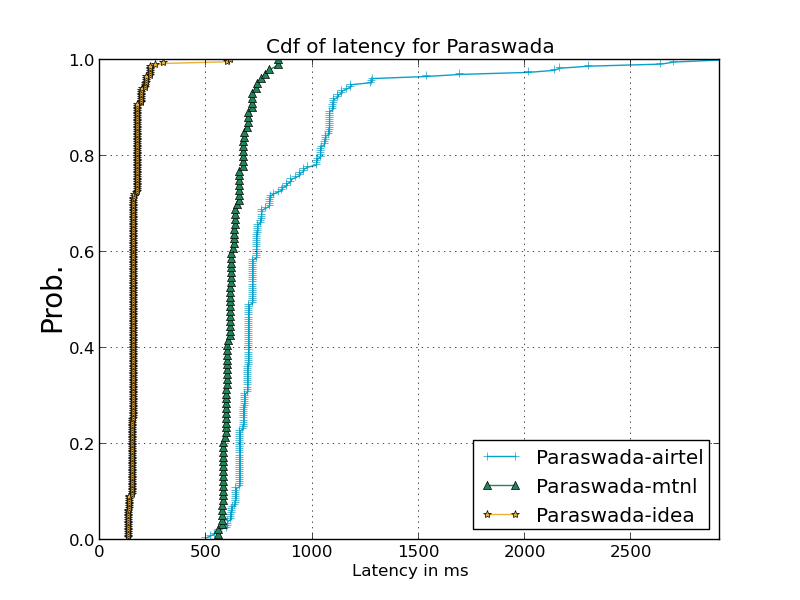 Cdf of latency for Paraswada
Prob.
1.0
0.8
0.6
0.4
0.2
0.0
0 500 1000 1500 2000 2500
Latency in ms
Paraswada-airtel
Paraswada-mtnl
Paraswada-idea